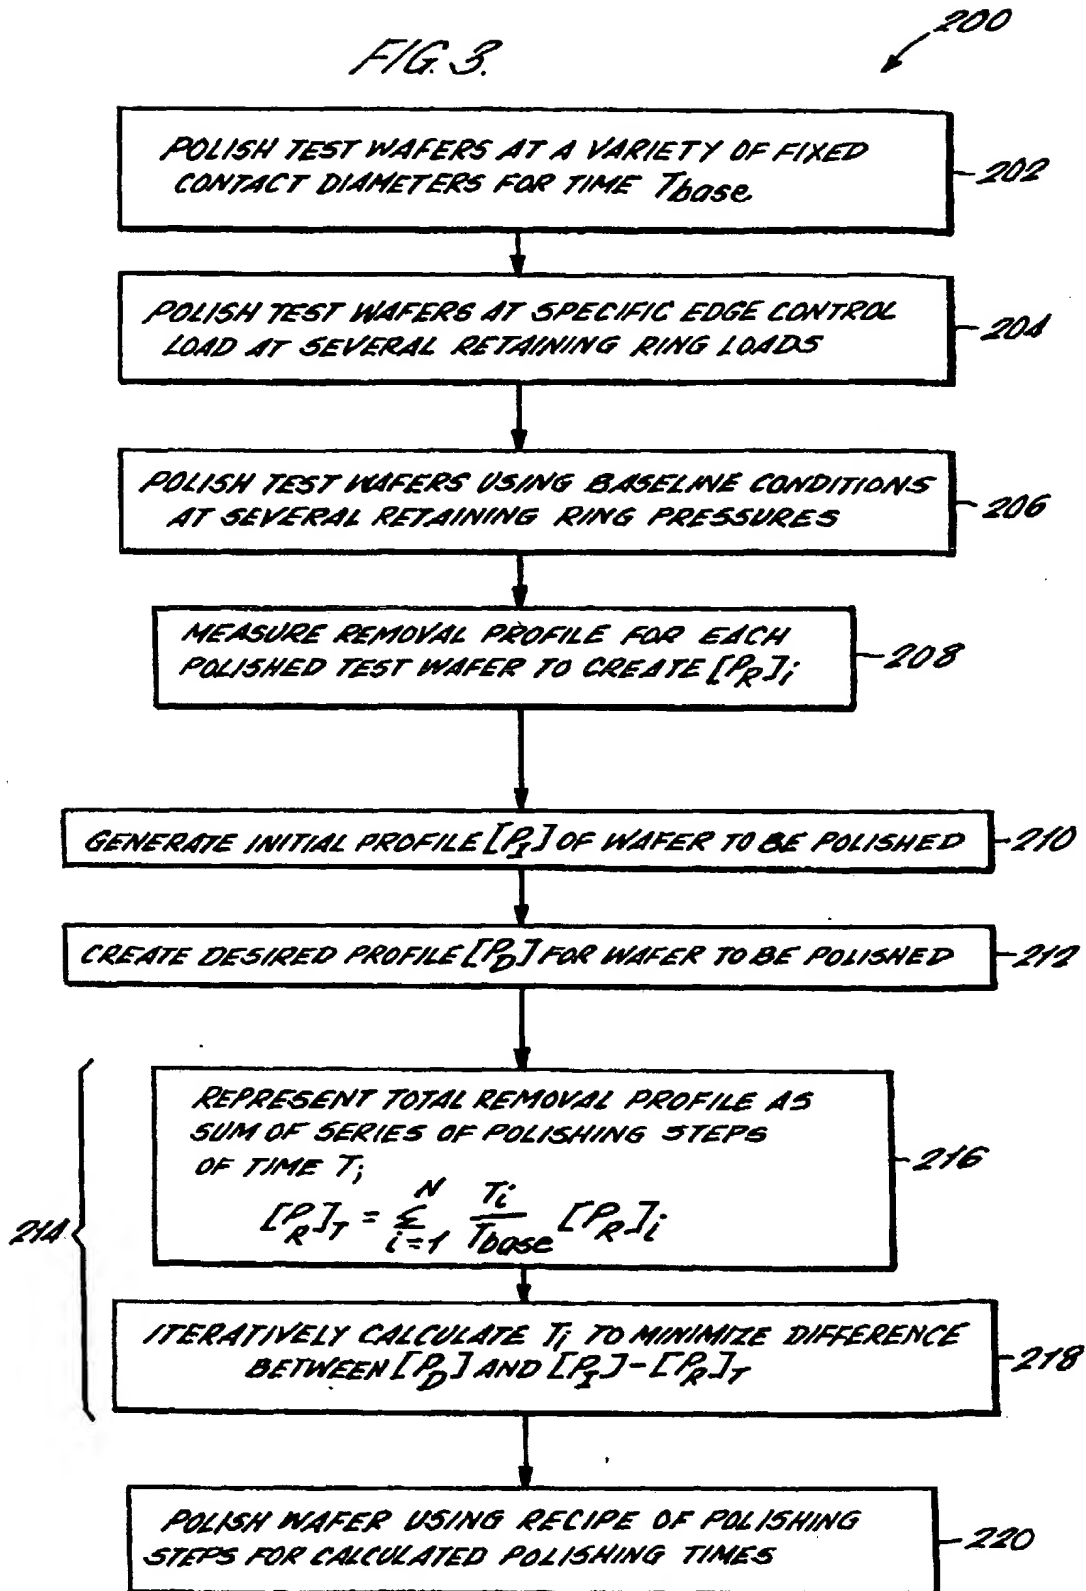 200
FIG. 3.
POLISH TEST WAFERS AT A VARIETY OF FIXED
CONTACT DIAMETERS FOR TIME Tbase
202
POLISH TEST WAFERS AT SPECIFIC EDGE CONTROL
LOAD AT SEVERAL RETAINING RING LOADS
204
POLISH TEST WAFERS USING BASELINE CONDITIONS
AT SEVERAL RETAINING RING PRESSURES
206
MEASURE REMOVAL PROFILE FOR EACH
POLISHED TEST WAFER TO CREATE [PR]i
208
GENERATE INITIAL PROFILE [PI] OF WAFER TO BE POLISHED
210
CREATE DESIRED PROFILE [PD] FOR WAFER TO BE POLISHED
212
214
REPRESENT TOTAL REMOVAL PROFILE AS
SUM OF SERIES OF POLISHING STEPS
OF TIME Ti
[PR]T = Σ i=1 N Ti/Tbase [PR]i
216
ITERATIVELY CALCULATE Ti TO MINIMIZE DIFFERENCE
BETWEEN [PD] AND [PI]-[PR]T
218
POLISH WAFER USING RECIPE OF POLISHING
STEPS FOR CALCULATED POLISHING TIMES
220